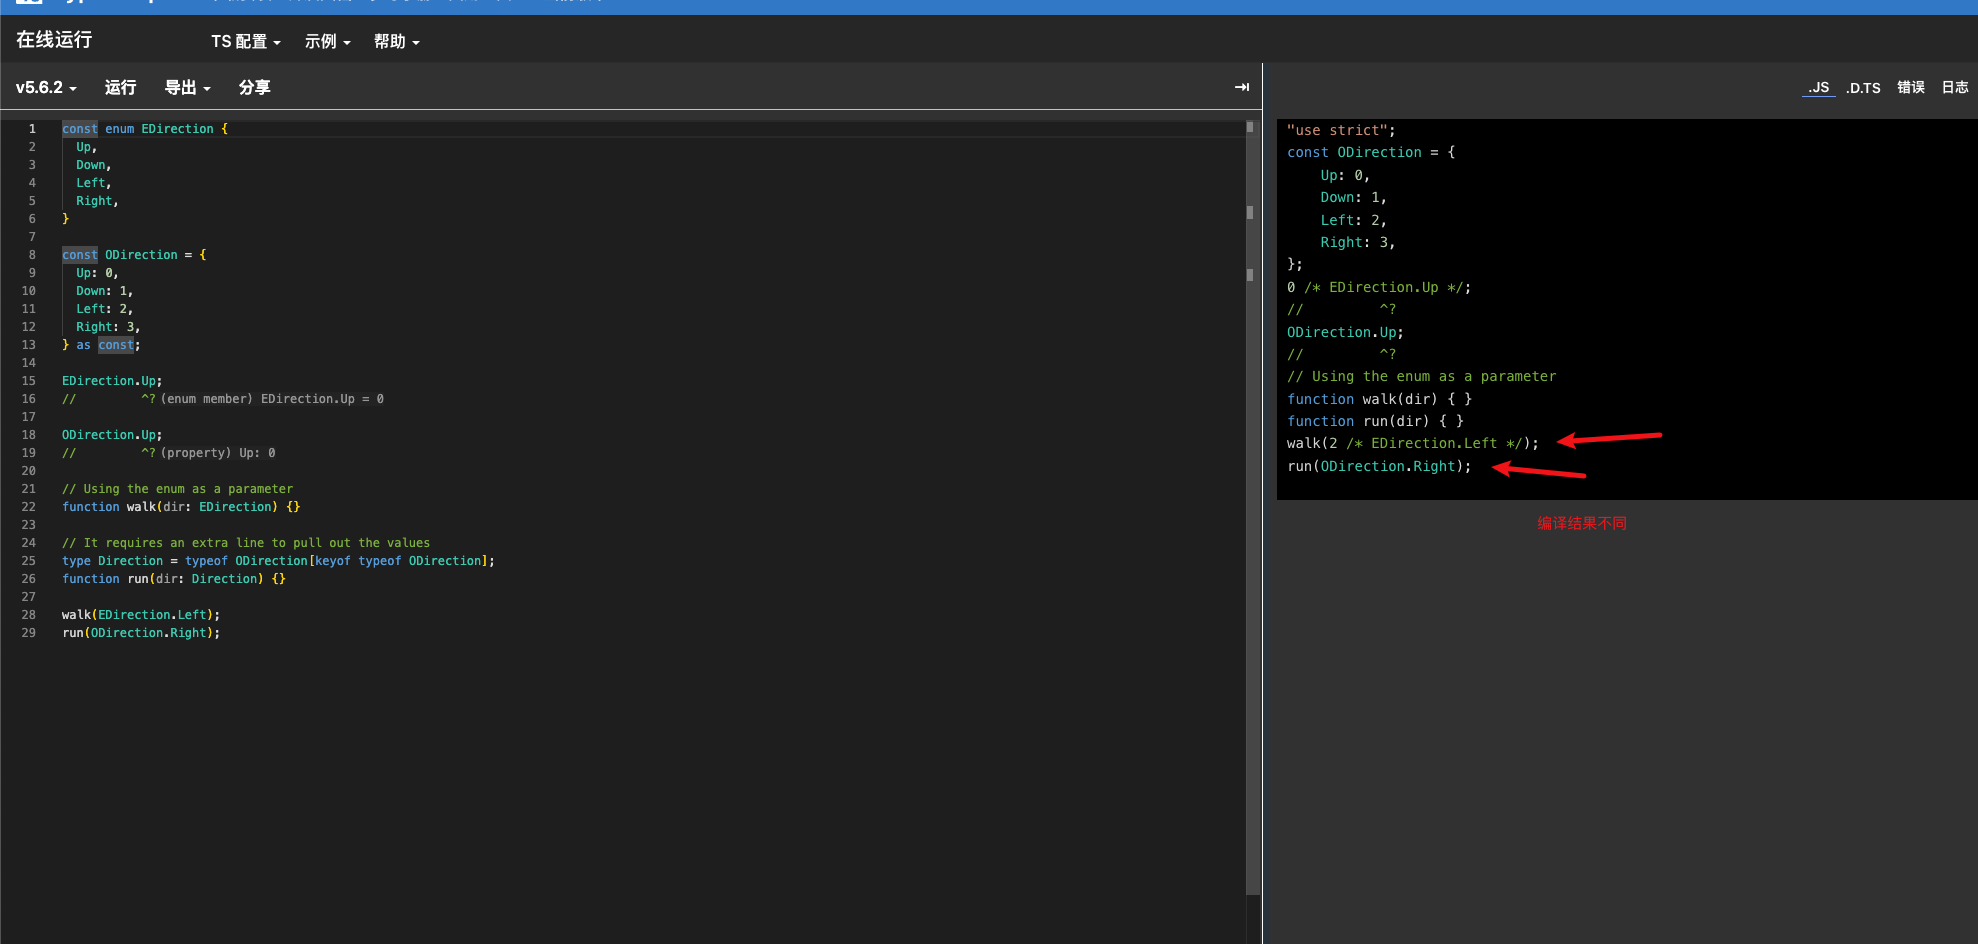 在线运行
TS 配置
示例
帮助
v5.6.2
运行
导出
分享
.JS
.D.TS
错误
日志
1 const enum EDirection {
2 Up,
3 Down,
4 Left,
5 Right,
6 }
7
8 const ODirection = {
9 Up: 0,
10 Down: 1,
11 Left: 2,
12 Right: 3,
13 } as const;
14
15 EDirection.Up;
16 //         ^? (enum member) EDirection.Up = 0
17
18 ODirection.Up;
19 //         ^? (property) Up: 0
20
21 // Using the enum as a parameter
22 function walk(dir: EDirection) {}
23
24 // It requires an extra line to pull out the values
25 type Direction = typeof ODirection[keyof typeof ODirection];
26 function run(dir: Direction) {}
27
28 walk(EDirection.Left);
29 run(ODirection.Right);
"use strict";
const ODirection = {
    Up: 0,
    Down: 1,
    Left: 2,
    Right: 3,
};
0 /* EDirection.Up */;
//         ^?
ODirection.Up;
//         ^?
// Using the enum as a parameter
function walk(dir) { }
function run(dir) { }
walk(2 /* EDirection.Left */);
run(ODirection.Right);
编译结果不同